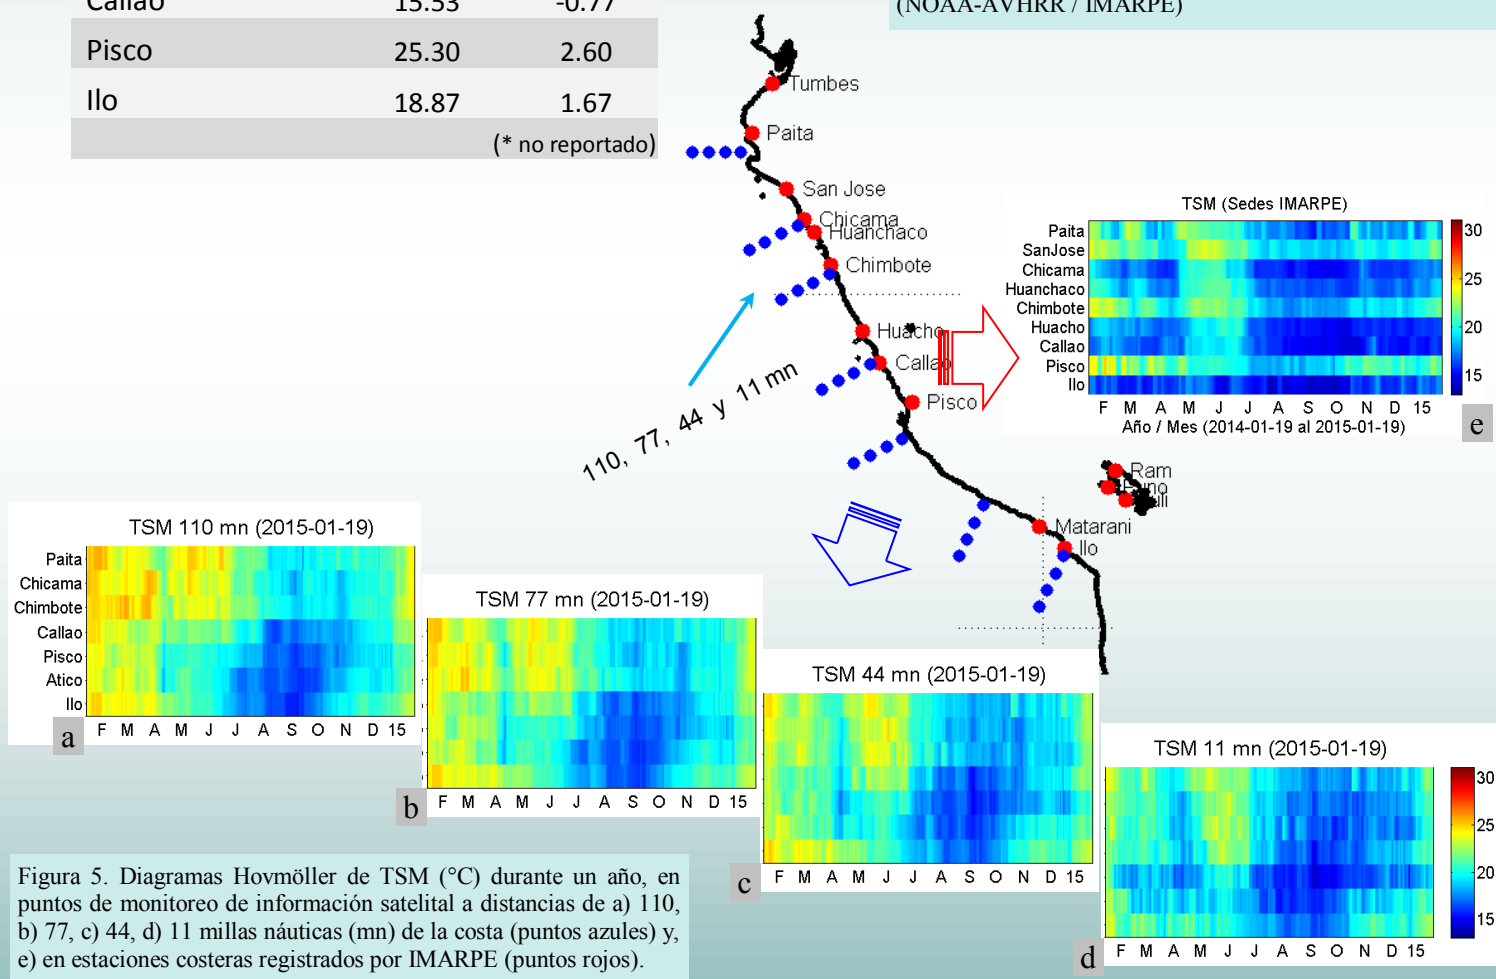 Callao 15.53 -0.77
(NOAA-AVHRR / IMARPE)
Pisco 25.30 2.60
Ilo 18.87 1.67
(* no reportado)
Tumbes
Paita
San Jose
Chicama
Huanchaco
Chimbote
Huacho
Callao
Pisco
Matarani
Ilo
Ram
110, 77, 44 y 11 mn
TSM (Sedes IMARPE)
Paita
SanJose
Chicama
Huanchaco
Chimbote
Huacho
Callao
Pisco
Ilo
30
25
20
15
F M A M J J A S O N D 15
Año / Mes (2014-01-19 al 2015-01-19)
e
TSM 110 mn (2015-01-19)
Paita
Chicama
Chimbote
Callao
Pisco
Atico
Ilo
F M A M J J A S O N D 15
a
TSM 77 mn (2015-01-19)
F M A M J J A S O N D 15
b
TSM 44 mn (2015-01-19)
F M A M J J A S O N D 15
c
TSM 11 mn (2015-01-19)
30
25
20
15
F M A M J J A S O N D 15
d
Figura 5. Diagramas Hovmöller de TSM (°C) durante un año, en
puntos de monitoreo de información satelital a distancias de a) 110,
b) 77, c) 44, d) 11 millas náuticas (mn) de la costa (puntos azules) y,
e) en estaciones costeras registrados por IMARPE (puntos rojos).